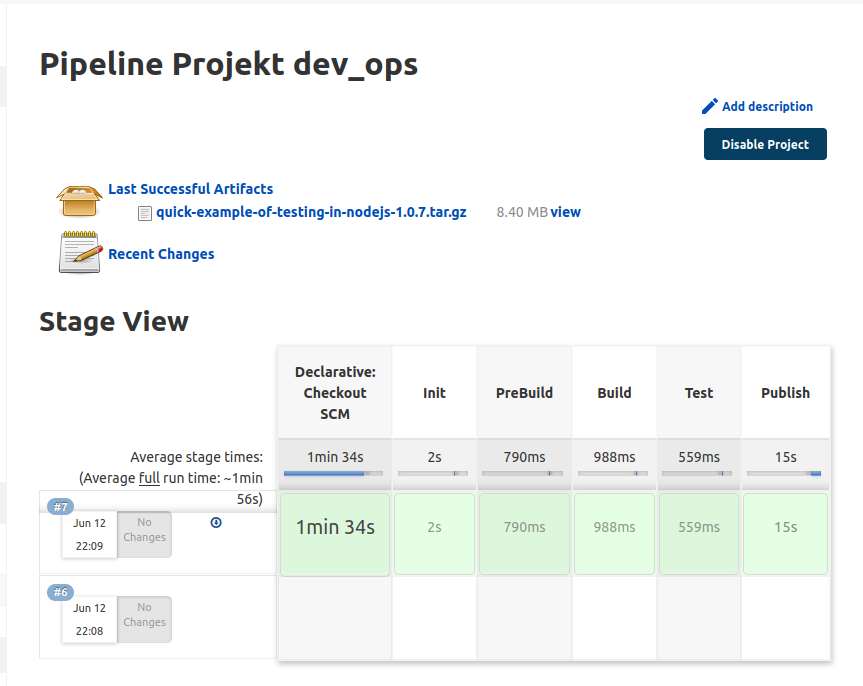 Pipeline Projekt dev_ops
Add description
Disable Project
Last Successful Artifacts
quick-example-of-testing-in-nodejs-1.0.7.tar.gz 8.40 MB view
Recent Changes
Stage View
Declarative:
Checkout
SCM
Init
PreBuild
Build
Test
Publish
Average stage times:
(Average full run time: ~1min
56s)
1min 34s
2s
790ms
988ms
559ms
15s
#7
Jun 12
22:09
No
Changes
1min 34s
2s
790ms
988ms
559ms
15s
#6
Jun 12
22:08
No
Changes